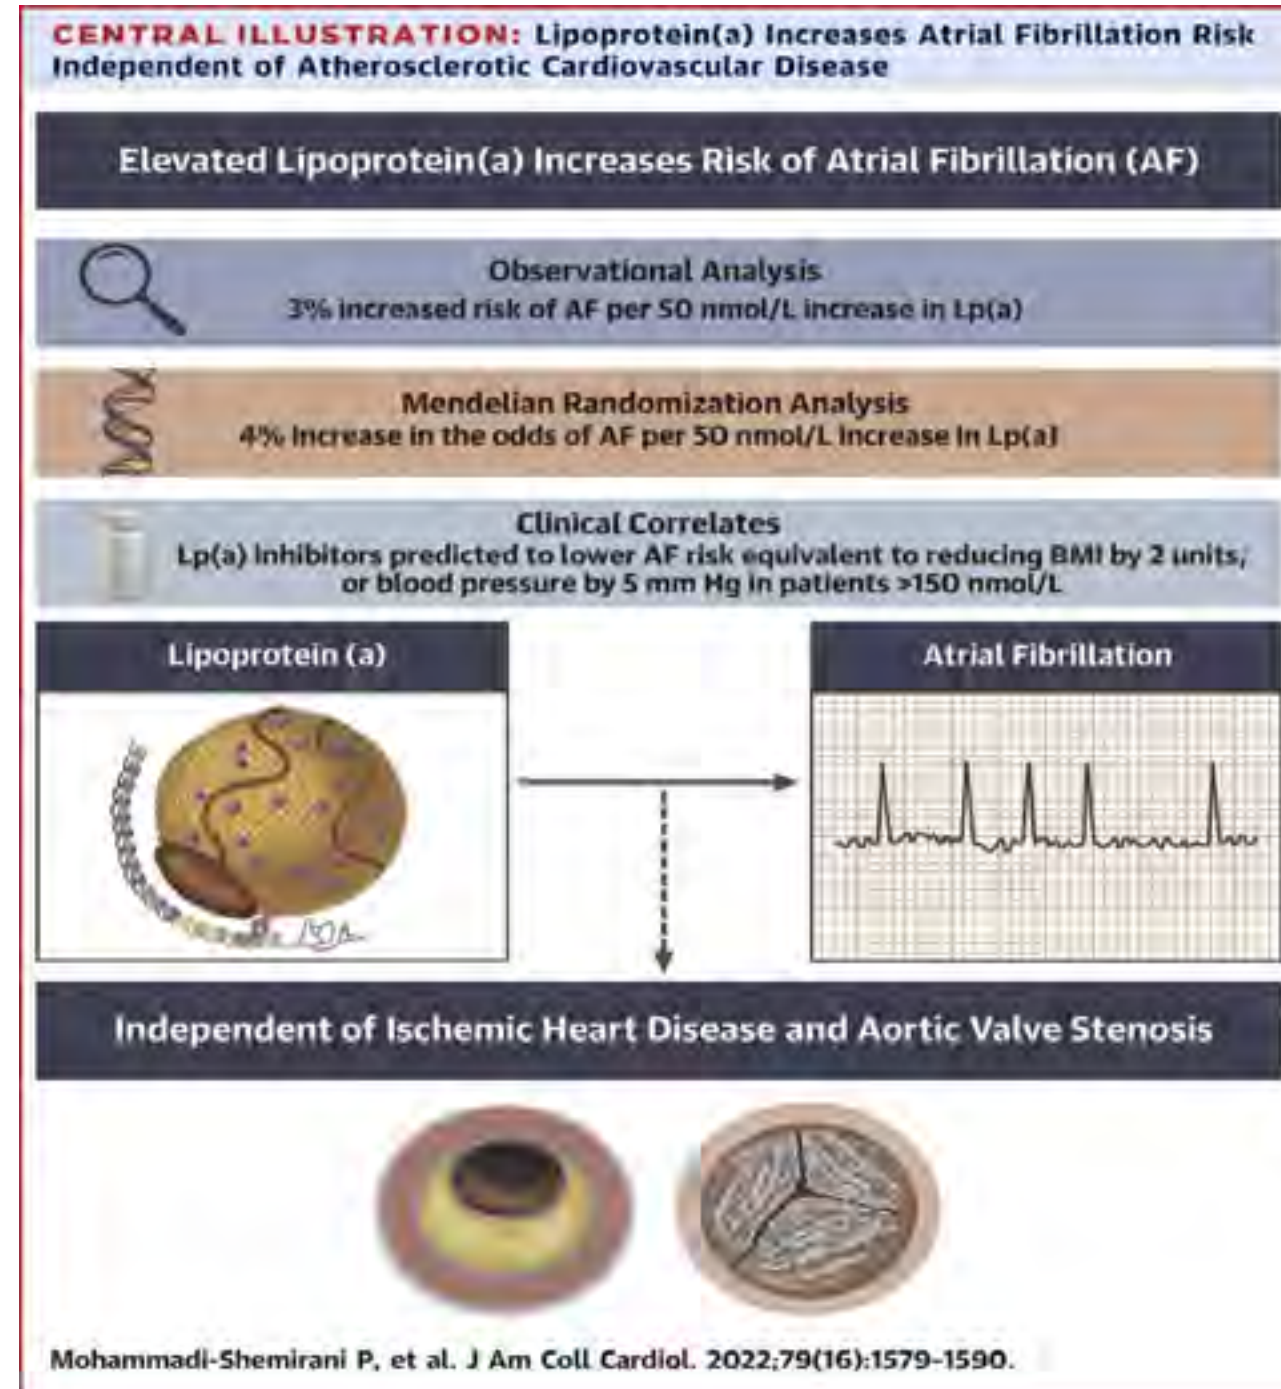 CENTRAL ILLUSTRATION: Lipoprotein(a) Increases Atrial Fibrillation Risk
Independent of Atherosclerotic Cardiovascular Disease
Elevated Lipoprotein(a) Increases Risk of Atrial Fibrillation (AF)
Observational Analysis
3% increased risk of AF per 50 nmol/L increase in Lp(a)
Mendelian Randomization Analysis
4% increase in the odds of AF per 50 nmol/L increase in Lp(a)
Clinical Correlates
Lp(a) inhibitors predicted to lower AF risk equivalent to reducing BMI by 2 units,
or blood pressure by 5 mm Hg in patients >150 nmol/L
Lipoprotein (a)
Atrial Fibrillation
Independent of Ischemic Heart Disease and Aortic Valve Stenosis
Mohammadi-Shemirani P, et al. J Am Coll Cardiol. 2022;79(16):1579–1590.